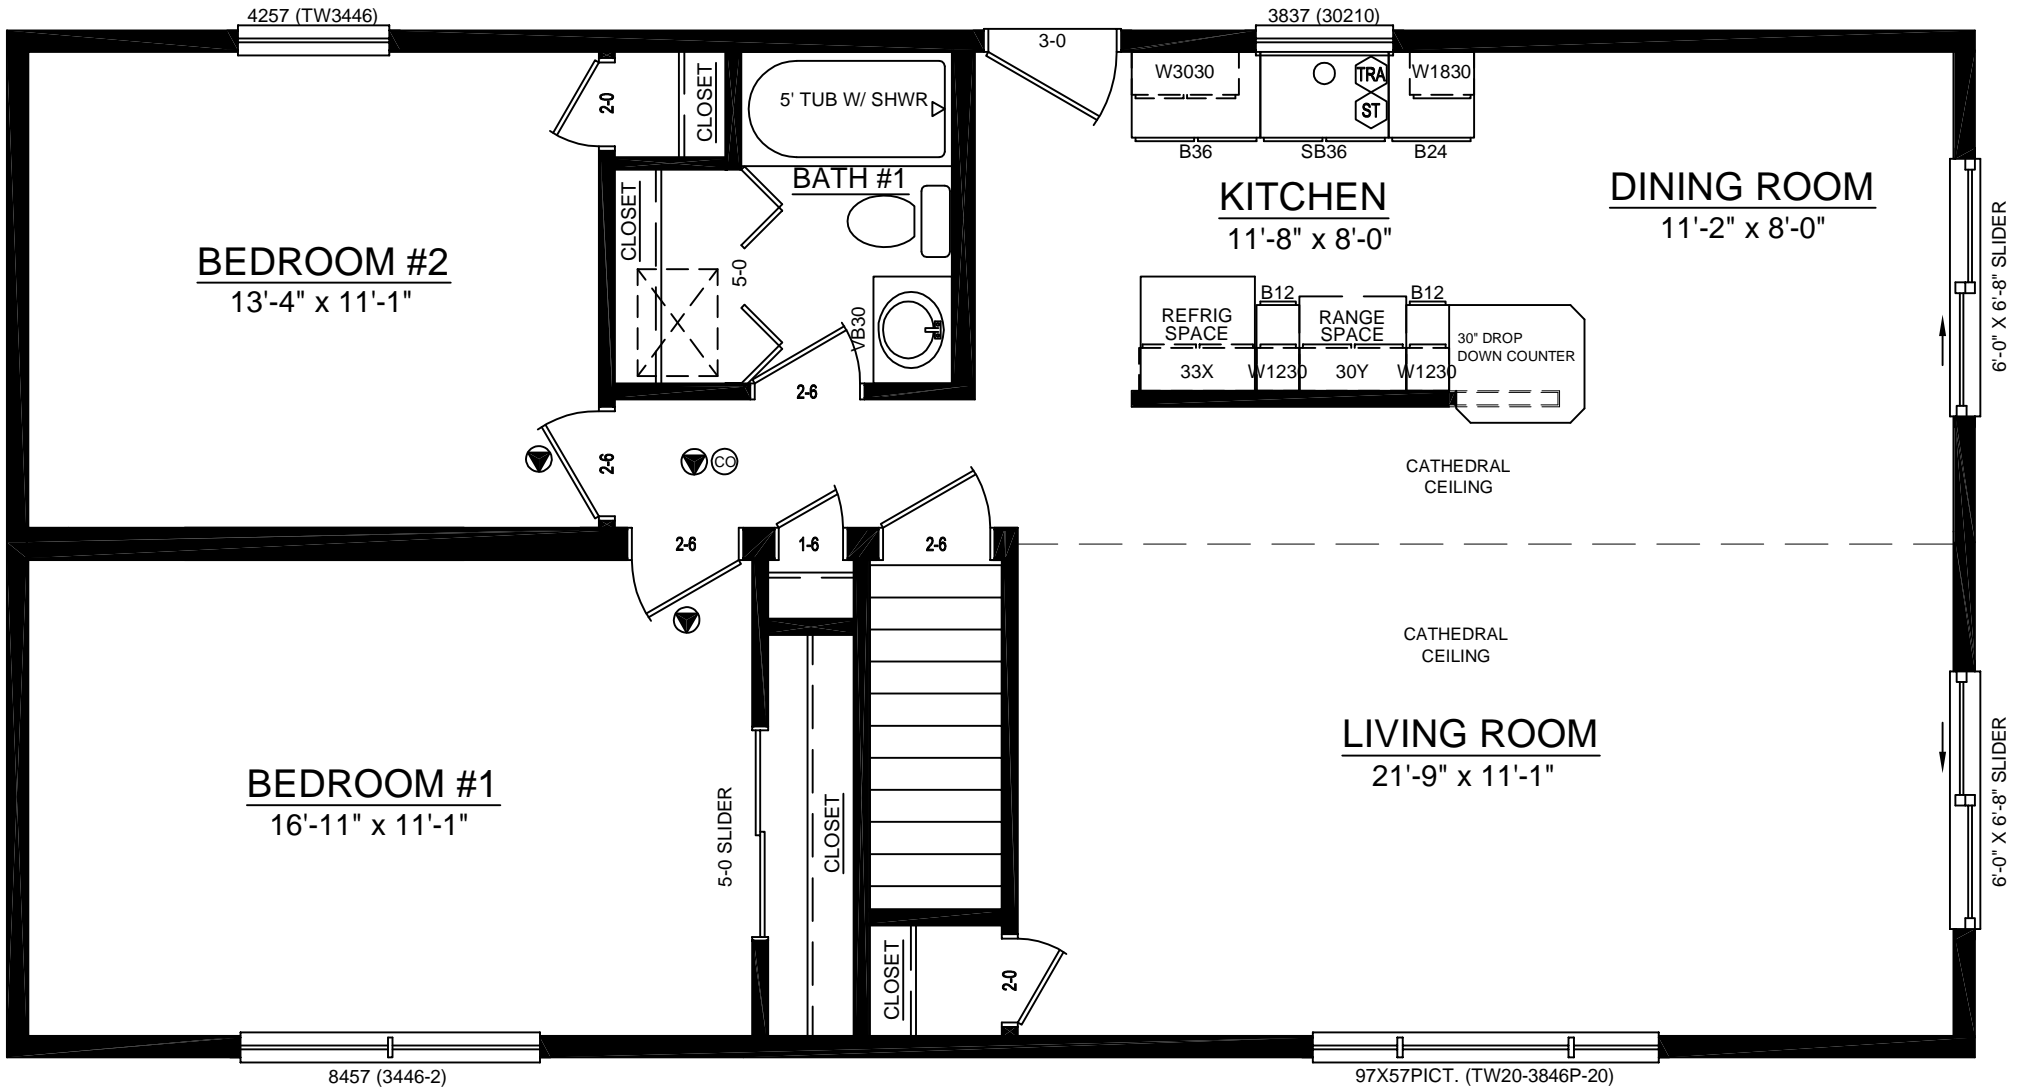 4257 (TW3446)
3-0
3837 (30210)
2-0
CLOSET
5' TUB W/ SHWR
W3030
TRA
ST
W1830
B36
SB36
B24
BATH #1
CLOSET
5-0
VB30
2-6
KITCHEN
11'-8" x 8'-0"
DINING ROOM
11'-2" x 8'-0"
6'-0" X 6'-8" SLIDER
BEDROOM #2
13'-4" x 11'-1"
REFRIG
SPACE
33X
B12
W1230
RANGE
SPACE
30Y
B12
W1230
30" DROP
DOWN COUNTER
2-6
CO
CATHEDRAL
CEILING
2-6
1-6
2-6
CATHEDRAL
CEILING
LIVING ROOM
21'-9" x 11'-1"
6'-0" X 6'-8" SLIDER
BEDROOM #1
16'-11" x 11'-1"
5-0 SLIDER
CLOSET
CLOSET
2-0
8457 (3446-2)
97X57PICT. (TW20-3846P-20)